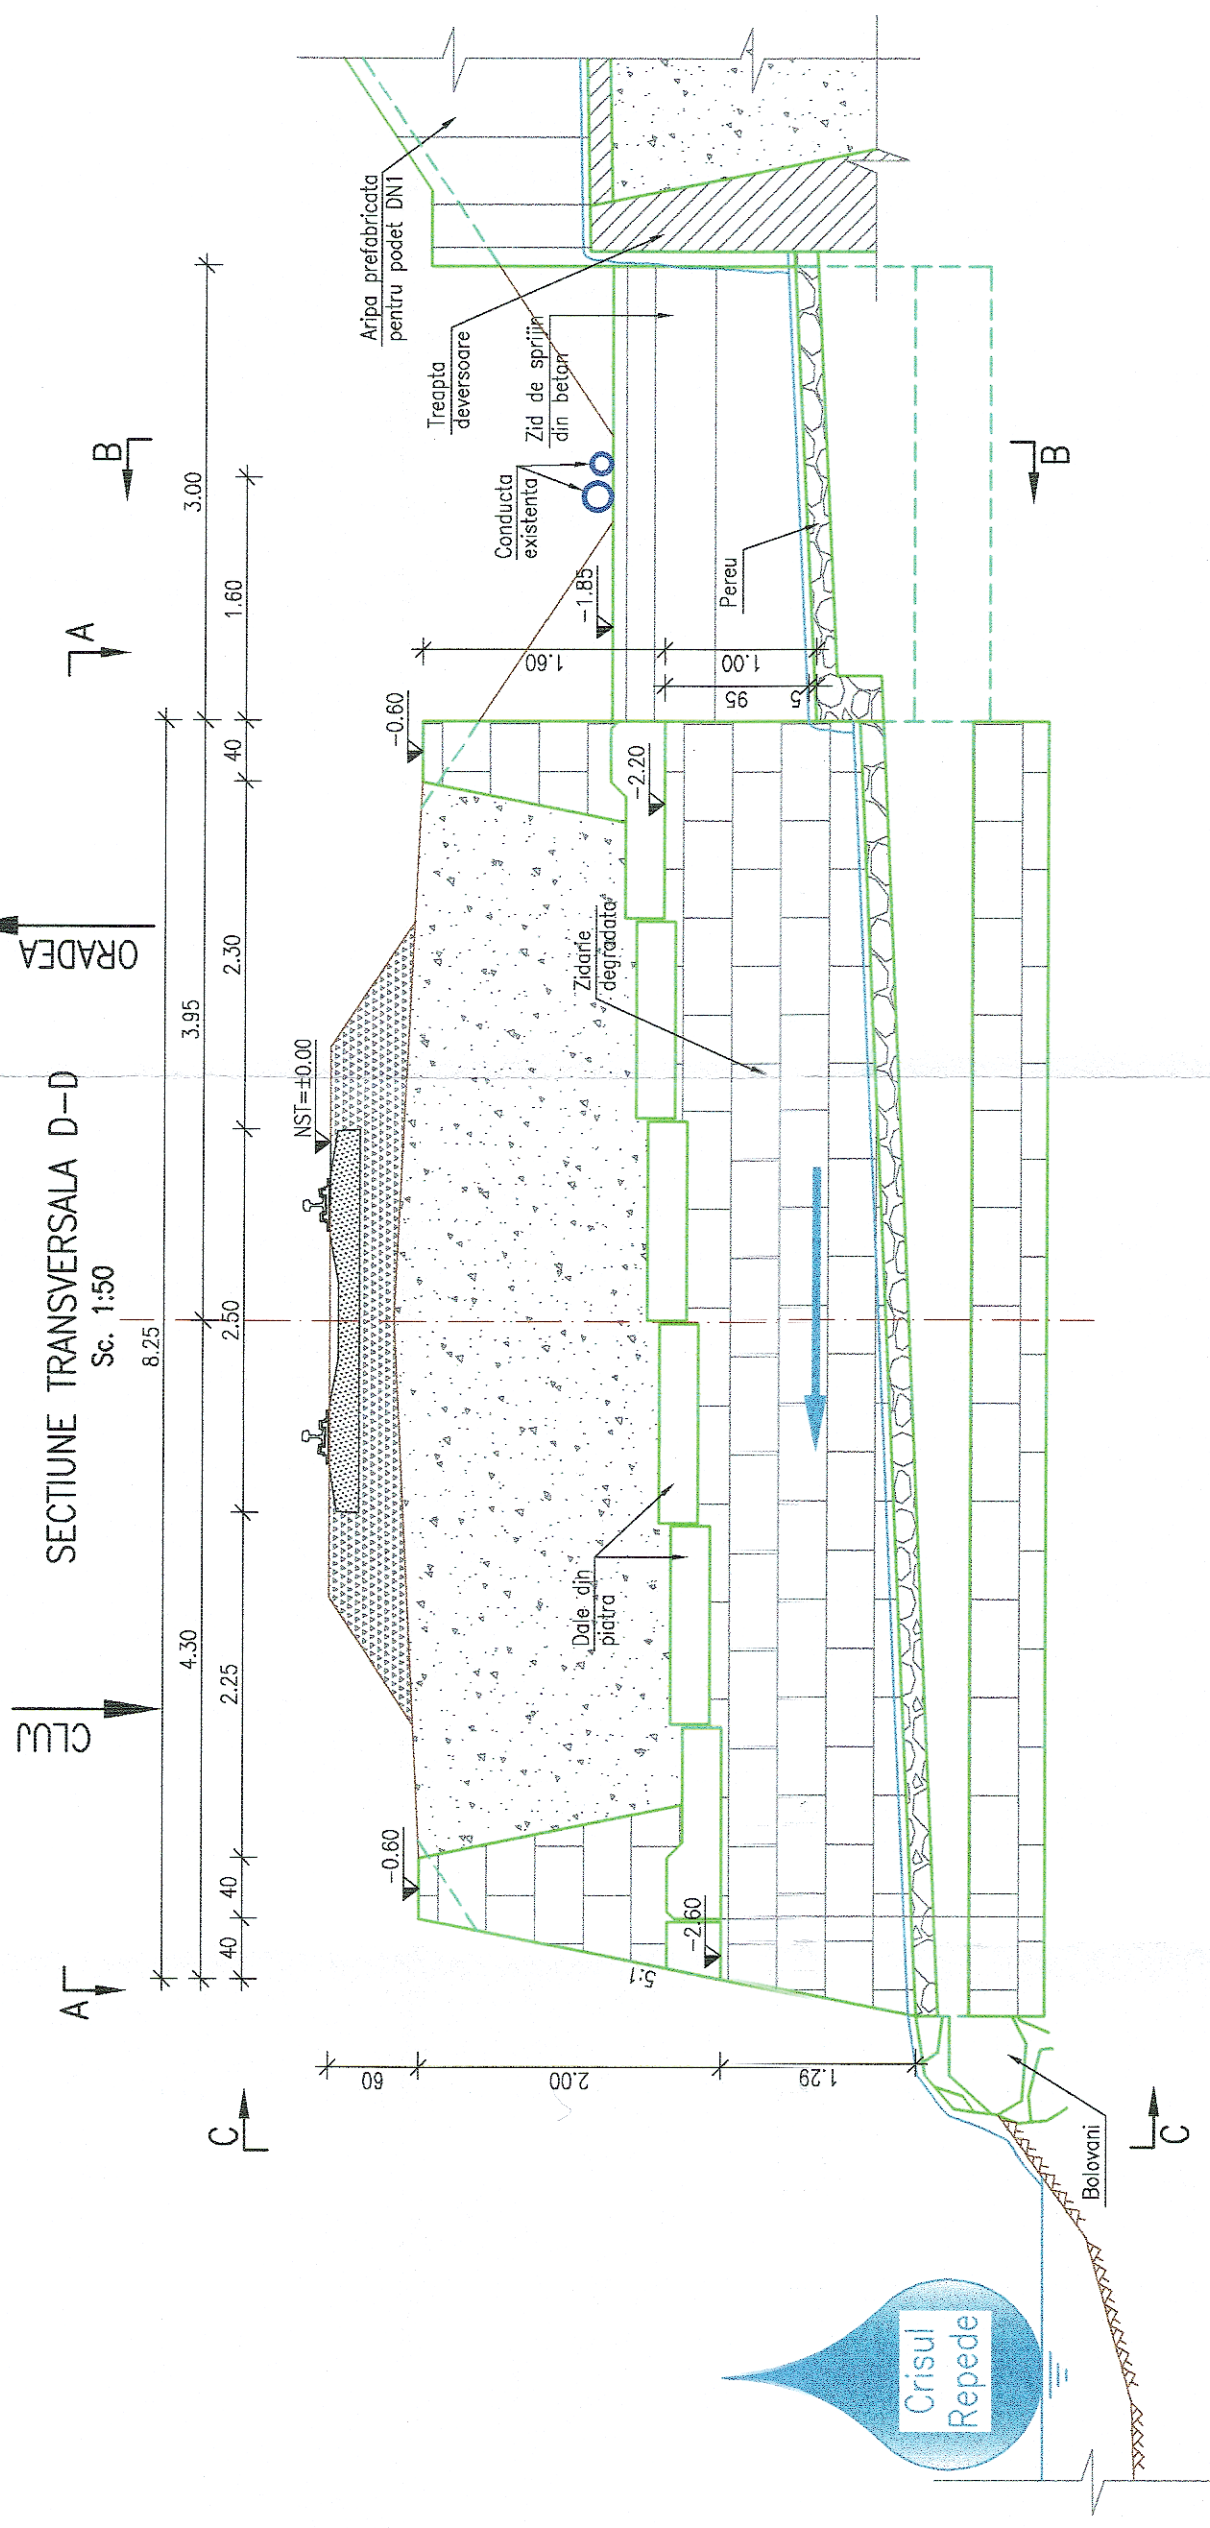 SECTIUNE TRANSVERSALA D-D
Sc. 1:50
CLUJ
ORADEA
A
A
B
B
C
C
8.25
4.30
3.95
3.00
40
40
2.25
2.50
2.30
40
1.60
NST=±0.00
-0.60
-0.60
-1.85
-2.20
-2.60
60
2.00
1.29
5:1
1.60
1.00
95
5
Aripa prefabricata
pentru podet DN1
Treapta
deversoare
Zid de sprijin
din beton
Conducta
existenta
Pereu
Zidarie
degradata
Dale din
piatra
Bolovani
Crisul
Repede